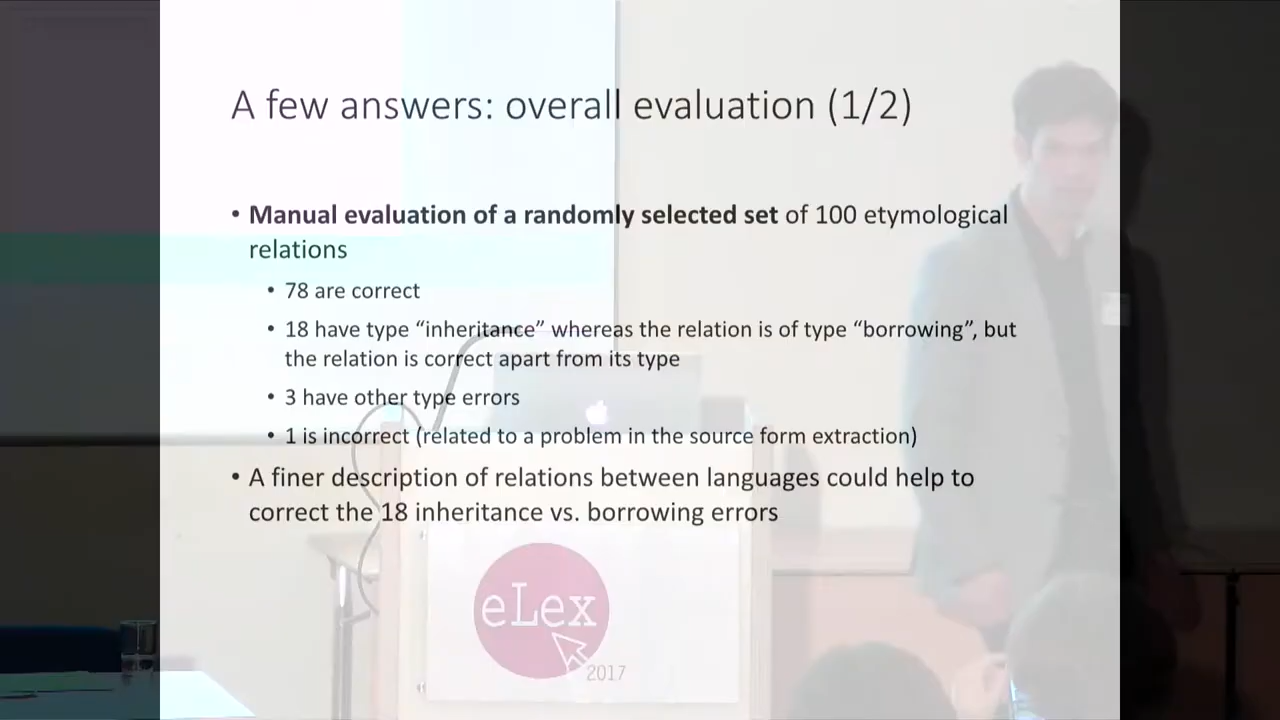 A few answers: overall evaluation (1/2)
• Manual evaluation of a randomly selected set of 100 etymological
relations
• 78 are correct
• 18 have type “inheritance” whereas the relation is of type “borrowing”, but
the relation is correct apart from its type
• 3 have other type errors
• 1 is incorrect (related to a problem in the source form extraction)
• A finer description of relations between languages could help to
correct the 18 inheritance vs. borrowing errors
eLex
2017